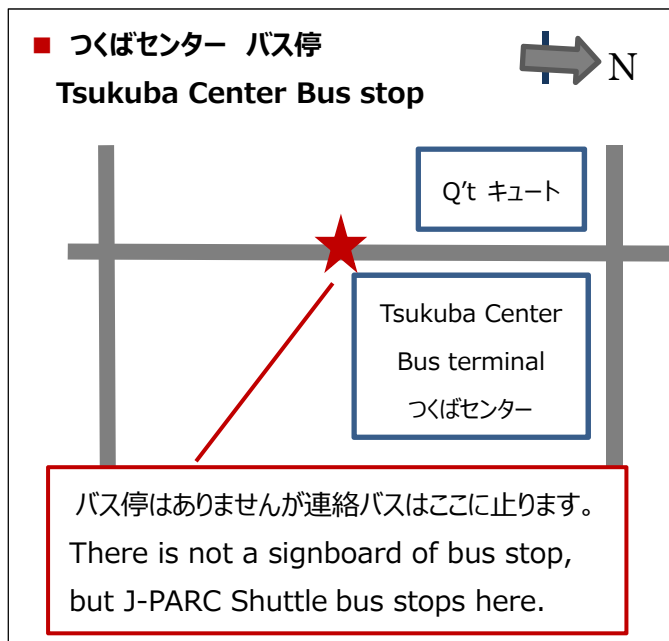 ■ つくばセンター バス停
Tsukuba Center Bus stop
N
Q't キュート
Tsukuba Center
Bus terminal
つくばセンター
バス停はありませんが連絡バスはここに止ります。
There is not a signboard of bus stop,
but J-PARC Shuttle bus stops here.